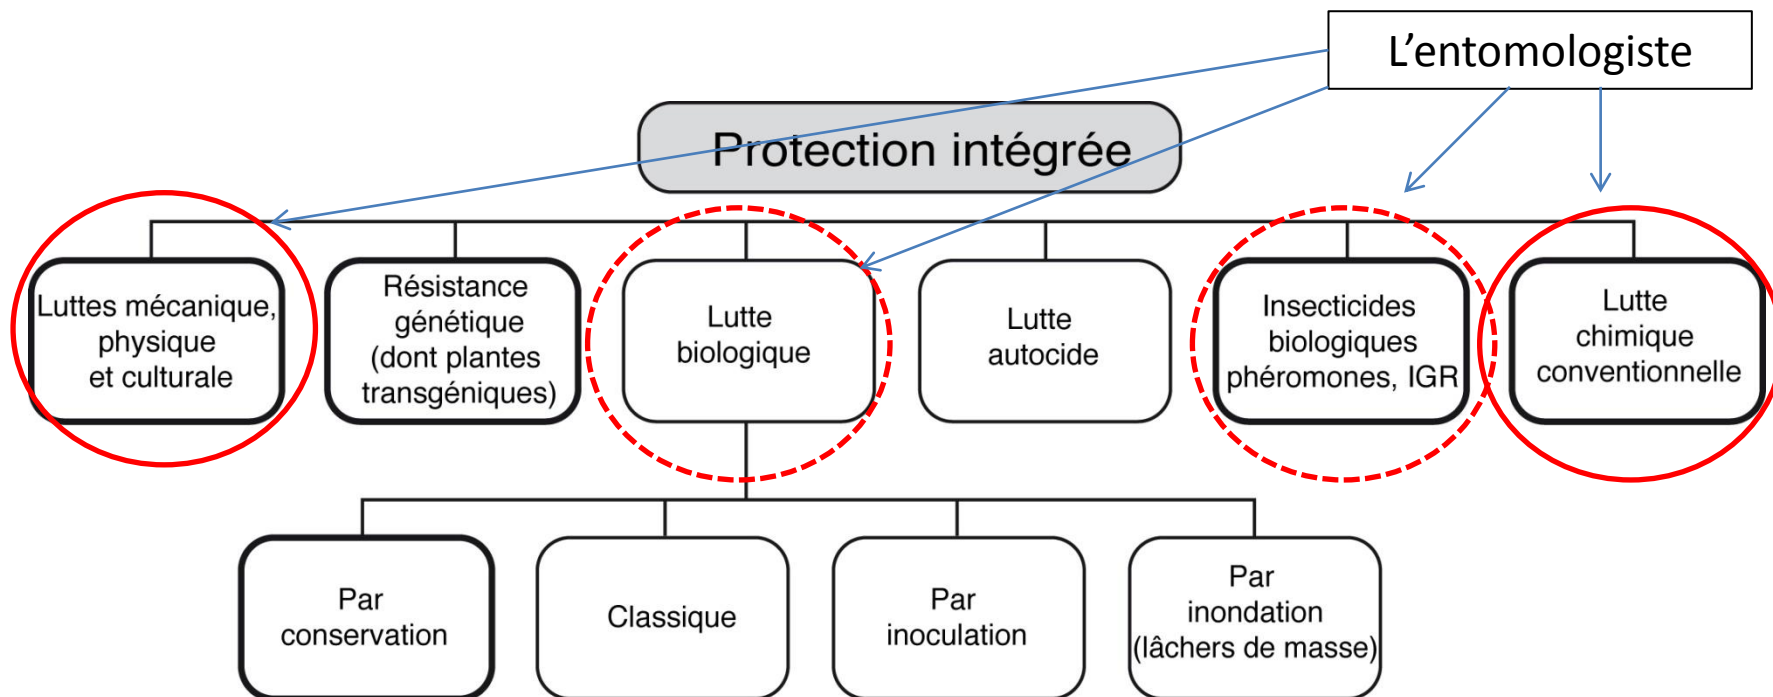 L’entomologiste
Protection intégrée
Luttes mécanique,
physique
et culturale
Résistance
génétique
(dont plantes
transgéniques)
Lutte
biologique
Lutte
autocide
Insecticides
biologiques
phéromones, IGR
Lutte
chimique
conventionnelle
Par
conservation
Classique
Par
inoculation
Par
inondation
(lâchers de masse)